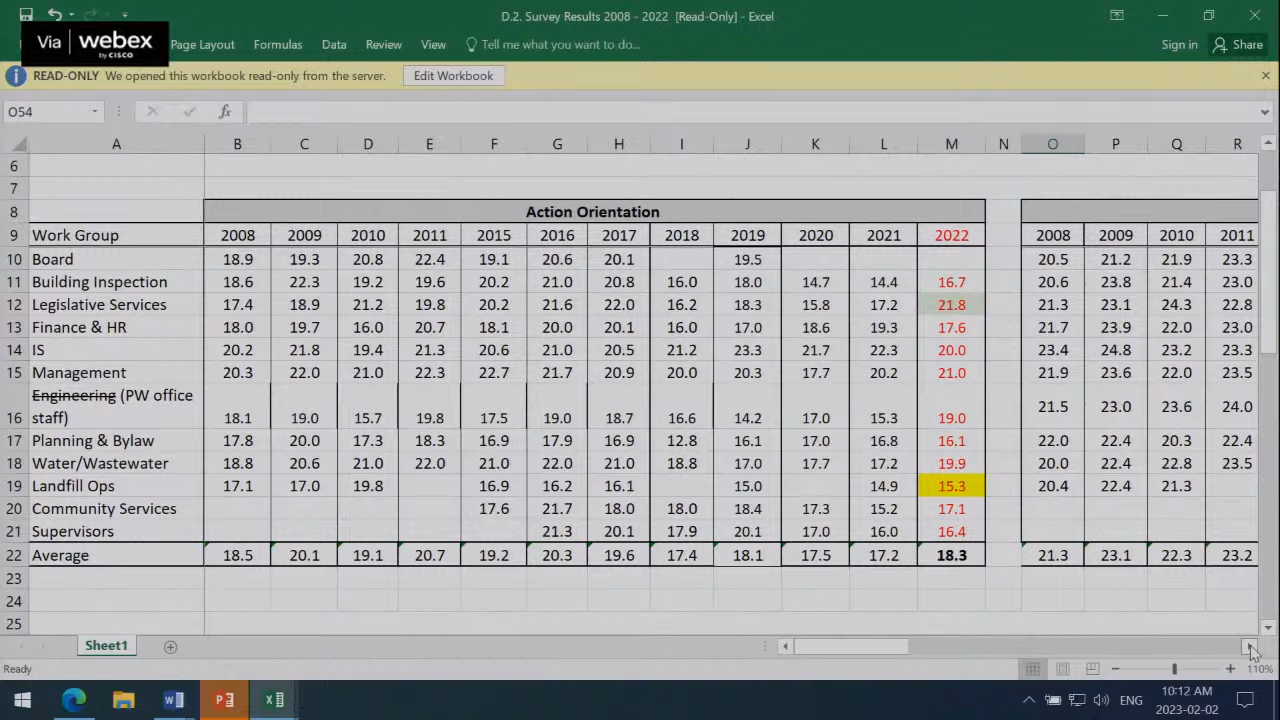 D.2. Survey Results 2008 - 2022 [Read-Only] - Excel
Via webex by CISCO
Page Layout Formulas Data Review View Tell me what you want to do... Sign in Share
READ-ONLY We opened this workbook read-only from the server. Edit Workbook
O54 fx
A B C D E F G H I J K L M N O P Q R
6
7
8 Action Orientation
9 Work Group 2008 2009 2010 2011 2015 2016 2017 2018 2019 2020 2021 2022 2008 2009 2010 2011
10 Board 18.9 19.3 20.8 22.4 19.1 20.6 20.1 19.5 20.5 21.2 21.9 23.3
11 Building Inspection 18.6 22.3 19.2 19.6 20.2 21.0 20.8 16.0 18.0 14.7 14.4 16.7 20.6 23.8 21.4 23.0
12 Legislative Services 17.4 18.9 21.2 19.8 20.2 21.6 22.0 16.2 18.3 15.8 17.2 21.8 21.3 23.1 24.3 22.8
13 Finance & HR 18.0 19.7 16.0 20.7 18.1 20.0 20.1 16.0 17.0 18.6 19.3 17.6 21.7 23.9 22.0 23.0
14 IS 20.2 21.8 19.4 21.3 20.6 21.0 20.5 21.2 23.3 21.7 22.3 20.0 23.4 24.8 23.2 23.3
15 Management 20.3 22.0 21.0 22.3 22.7 21.7 20.9 20.0 20.3 17.7 20.2 21.0 21.9 23.6 22.0 23.5
Engineering (PW office
16 staff) 18.1 19.0 15.7 19.8 17.5 19.0 18.7 16.6 14.2 17.0 15.3 19.0 21.5 23.0 23.6 24.0
17 Planning & Bylaw 17.8 20.0 17.3 18.3 16.9 17.9 16.9 12.8 16.1 17.0 16.8 16.1 22.0 22.4 20.3 22.4
18 Water/Wastewater 18.8 20.6 21.0 22.0 21.0 22.0 21.0 18.8 17.0 17.7 17.2 19.9 20.0 22.4 22.8 23.5
19 Landfill Ops 17.1 17.0 19.8 16.9 16.2 16.1 15.0 14.9 15.3 20.4 22.4 21.3
20 Community Services 17.6 21.7 18.0 18.0 18.4 17.3 15.2 17.1
21 Supervisors 21.3 20.1 17.9 20.1 17.0 16.0 16.4
22 Average 18.5 20.1 19.1 20.7 19.2 20.3 19.6 17.4 18.1 17.5 17.2 18.3 21.3 23.1 22.3 23.2
23
24
25
Sheet1
Ready 110%
ENG 10:12 AM
2023-02-02